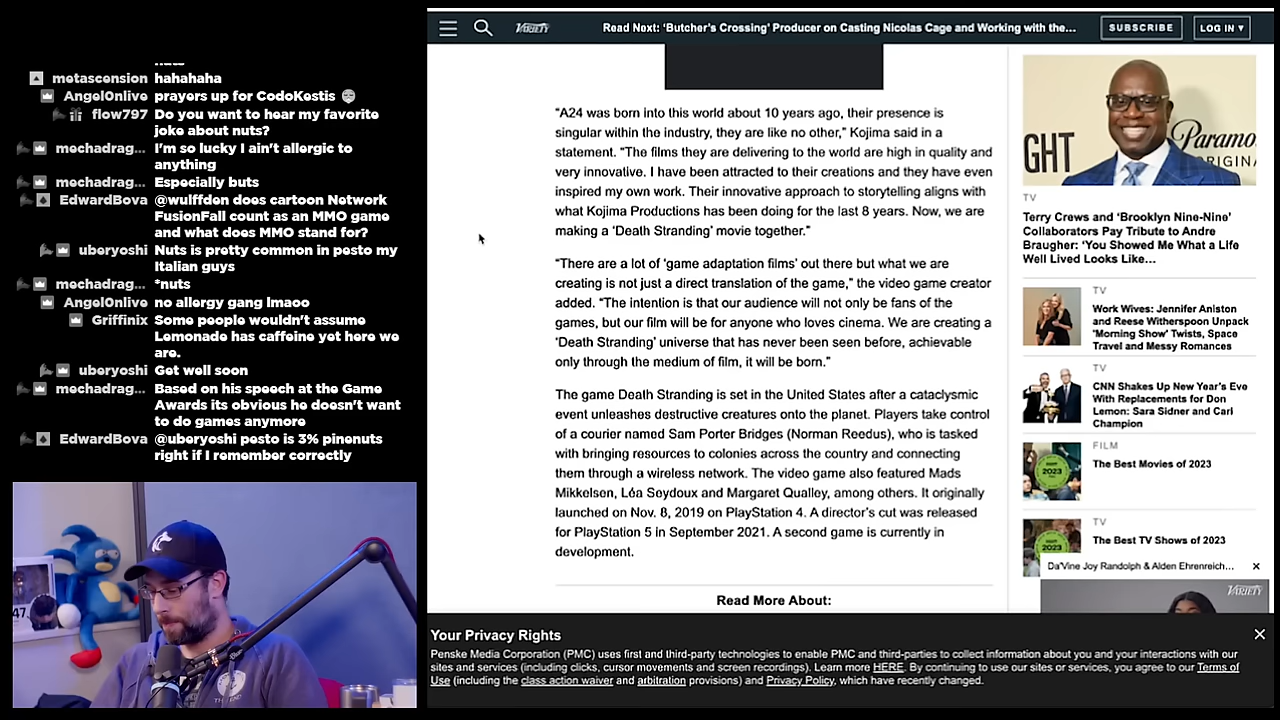 metascension hahahaha
AngelOnlive prayers up for CodoKestis
flow797 Do you want to hear my favorite
joke about nuts?
mechadrag... I'm so lucky I ain't allergic to
anything
mechadrag... Especially buts
EdwardBova @wulffden does cartoon Network
FusionFall count as an MMO game
and what does MMO stand for?
uberyoshi Nuts is pretty common in pesto my
Italian guys
mechadrag... *nuts
AngelOnlive no allergy gang lmaoo
Griffinix Some people wouldn't assume
Lemonade has caffeine yet here we
are.
uberyoshi Get well soon
mechadrag... Based on his speech at the Game
Awards its obvious he doesn't want
to do games anymore
EdwardBova @uberyoshi pesto is 3% pinenuts
right if I remember correctly
47
VARIETY
Read Next: ‘Butcher’s Crossing’ Producer on Casting Nicolas Cage and Working with the...
SUBSCRIBE
LOG IN ▾
“A24 was born into this world about 10 years ago, their presence is
singular within the industry, they are like no other,” Kojima said in a
statement. “The films they are delivering to the world are high in quality and
very innovative. I have been attracted to their creations and they have even
inspired my own work. Their innovative approach to storytelling aligns with
what Kojima Productions has been doing for the last 8 years. Now, we are
making a ‘Death Stranding’ movie together.”
“There are a lot of ‘game adaptation films’ out there but what we are
creating is not just a direct translation of the game,” the video game creator
added. “The intention is that our audience will not only be fans of the
games, but our film will be for anyone who loves cinema. We are creating a
‘Death Stranding’ universe that has never been seen before, achievable
only through the medium of film, it will be born.”
The game Death Stranding is set in the United States after a cataclysmic
event unleashes destructive creatures onto the planet. Players take control
of a courier named Sam Porter Bridges (Norman Reedus), who is tasked
with bringing resources to colonies across the country and connecting
them through a wireless network. The video game also featured Mads
Mikkelsen, Léa Seydoux and Margaret Qualley, among others. It originally
launched on Nov. 8, 2019 on PlayStation 4. A director’s cut was released
for PlayStation 5 in September 2021. A second game is currently in
development.
Read More About:
GHT
Paramo
ORIGINA
TV
Terry Crews and ‘Brooklyn Nine-Nine’
Collaborators Pay Tribute to Andre
Braugher: ‘You Showed Me What a Life
Well Lived Looks Like...
TV
Work Wives: Jennifer Aniston
and Reese Witherspoon Unpack
‘Morning Show’ Twists, Space
Travel and Messy Romances
TV
CNN Shakes Up New Year’s Eve
With Replacements for Don
Lemon: Sara Sidner and Cari
Champion
FILM
The Best Movies of 2023
2023
TV
The Best TV Shows of 2023
2023
Da’Vine Joy Randolph & Alden Ehrenreich...
VARIETY
Your Privacy Rights
Penske Media Corporation (PMC) uses first and third-party technologies to enable PMC and third-parties to collect information about you and your interactions with our
sites and services (including clicks, cursor movements and screen recordings). Learn more HERE. By continuing to use our sites or services, you agree to our Terms of
Use (including the class action waiver and arbitration provisions) and Privacy Policy, which have recently changed.